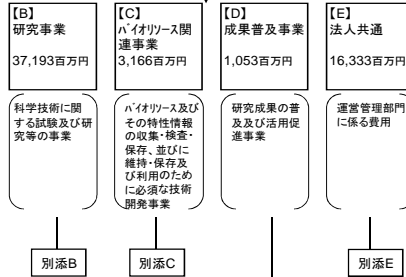 【B】
研究事業
37,193百万円
科学技術に関
する試験及び研
究等の事業
別添B
【C】
バイオリソース関
連事業
3,166百万円
バイオリソース及び
その特性情報
の収集・検査・
保存、並びに
維持・保存及
び利用のため
に必須な技術
開発事業
別添C
【D】
成果普及事業
1,053百万円
研究成果の普
及及び活用促
進事業
【E】
法人共通
16,333百万円
運営管理部門
に係る費用
別添E